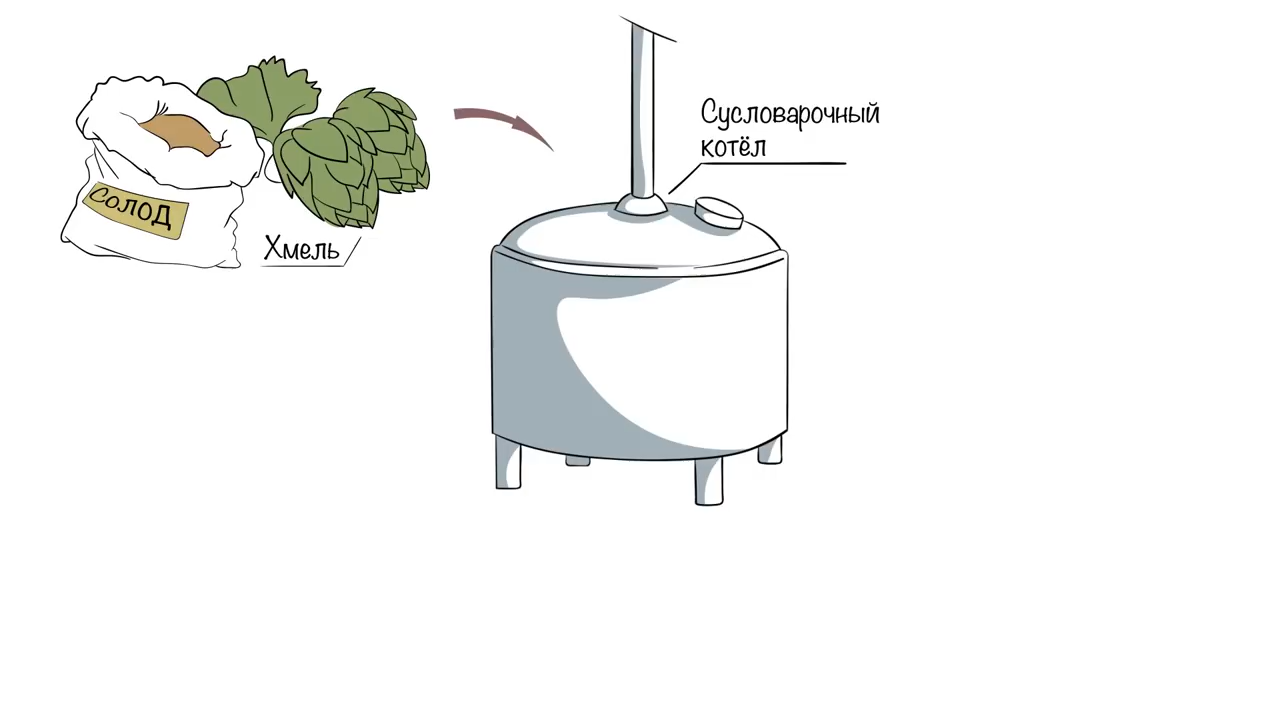 Сусловарочный
котёл
Солод
Хмель